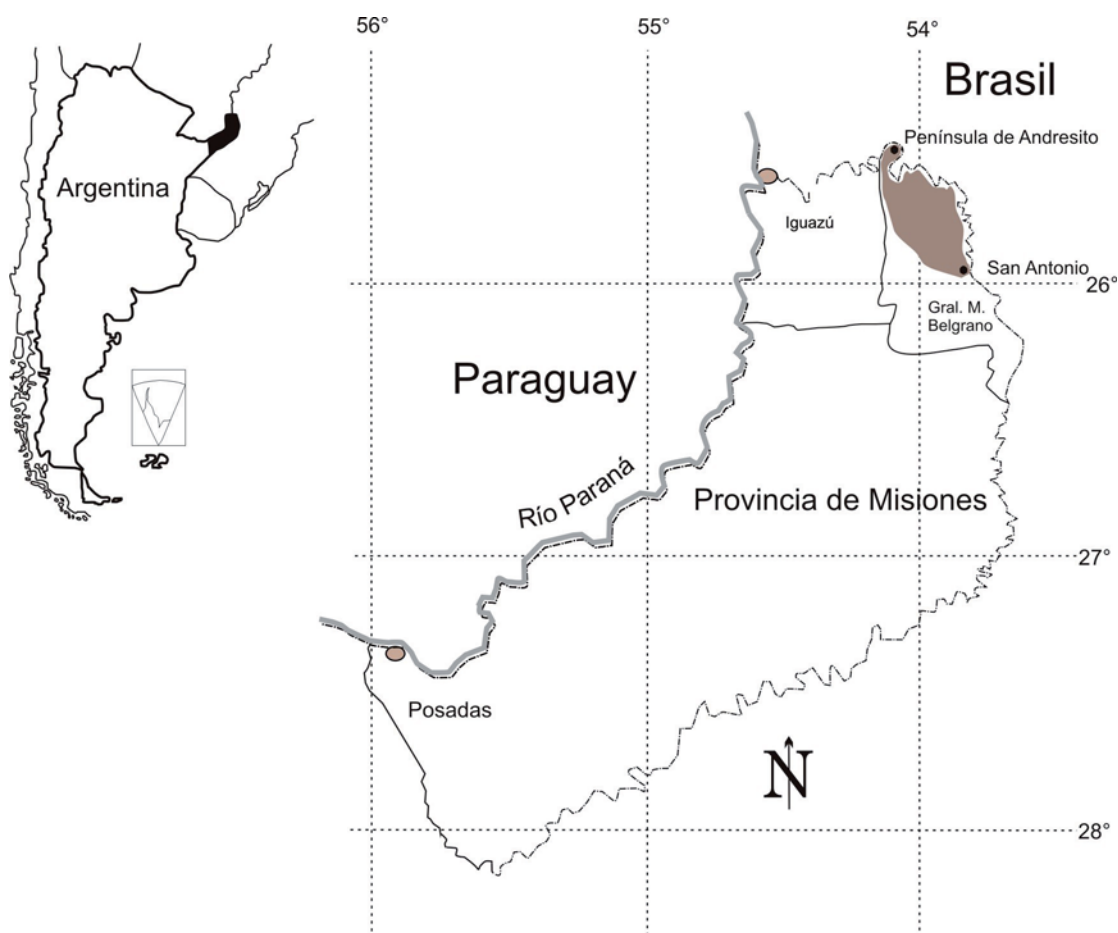 56°
55°
54°
Brasil
Península de Andresito
Argentina
Iguazú
San Antonio
26°
Gral. M.
Belgrano
Paraguay
Río Paraná
Provincia de Misiones
27°
Posadas
N
28°